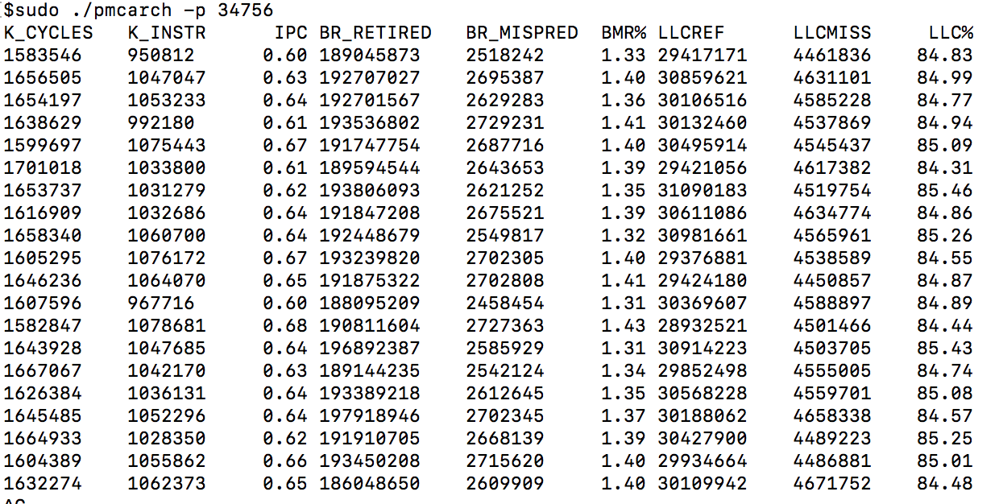 $sudo ./pmcarch -p 34756
K_CYCLES K_INSTR IPC BR_RETIRED BR_MISPRED BMR% LLCREF LLCMISS LLC%
1583546 950812 0.60 189045873 2518242 1.33 29417171 4461836 84.83
1656505 1047047 0.63 192707027 2695387 1.40 30859621 4631101 84.99
1654197 1053233 0.64 192701567 2629283 1.36 30106516 4585228 84.77
1638629 992180 0.61 193536802 2729231 1.41 30132460 4537869 84.94
1599697 1075443 0.67 191747754 2687716 1.40 30495914 4545437 85.09
1701018 1033800 0.61 189594544 2643653 1.39 29421056 4617382 84.31
1653737 1031279 0.62 193806093 2621252 1.35 31090183 4519754 85.46
1616909 1032686 0.64 191847208 2675521 1.39 30611086 4634774 84.86
1658340 1060700 0.64 192448679 2549817 1.32 30981661 4565961 85.26
1605295 1076172 0.67 193239820 2702305 1.40 29376881 4538589 84.55
1646236 1064070 0.65 191875322 2702808 1.41 29424180 4450857 84.87
1607596 967716 0.60 188095209 2458454 1.31 30369607 4588897 84.89
1582847 1078681 0.68 190811604 2727363 1.43 28932521 4501466 84.44
1643928 1047685 0.64 196892387 2585929 1.31 30914223 4503705 85.43
1667067 1042170 0.63 189144235 2542124 1.34 29852498 4555005 84.74
1626384 1036131 0.64 193389218 2612645 1.35 30568228 4559701 85.08
1645485 1052296 0.64 197918946 2702345 1.37 30188062 4658338 84.57
1664933 1028350 0.62 191910705 2668139 1.39 30427900 4489223 85.25
1604389 1055862 0.66 193450208 2715620 1.40 29934664 4486881 85.01
1632274 1062373 0.65 186048650 2609909 1.40 30109942 4671752 84.48